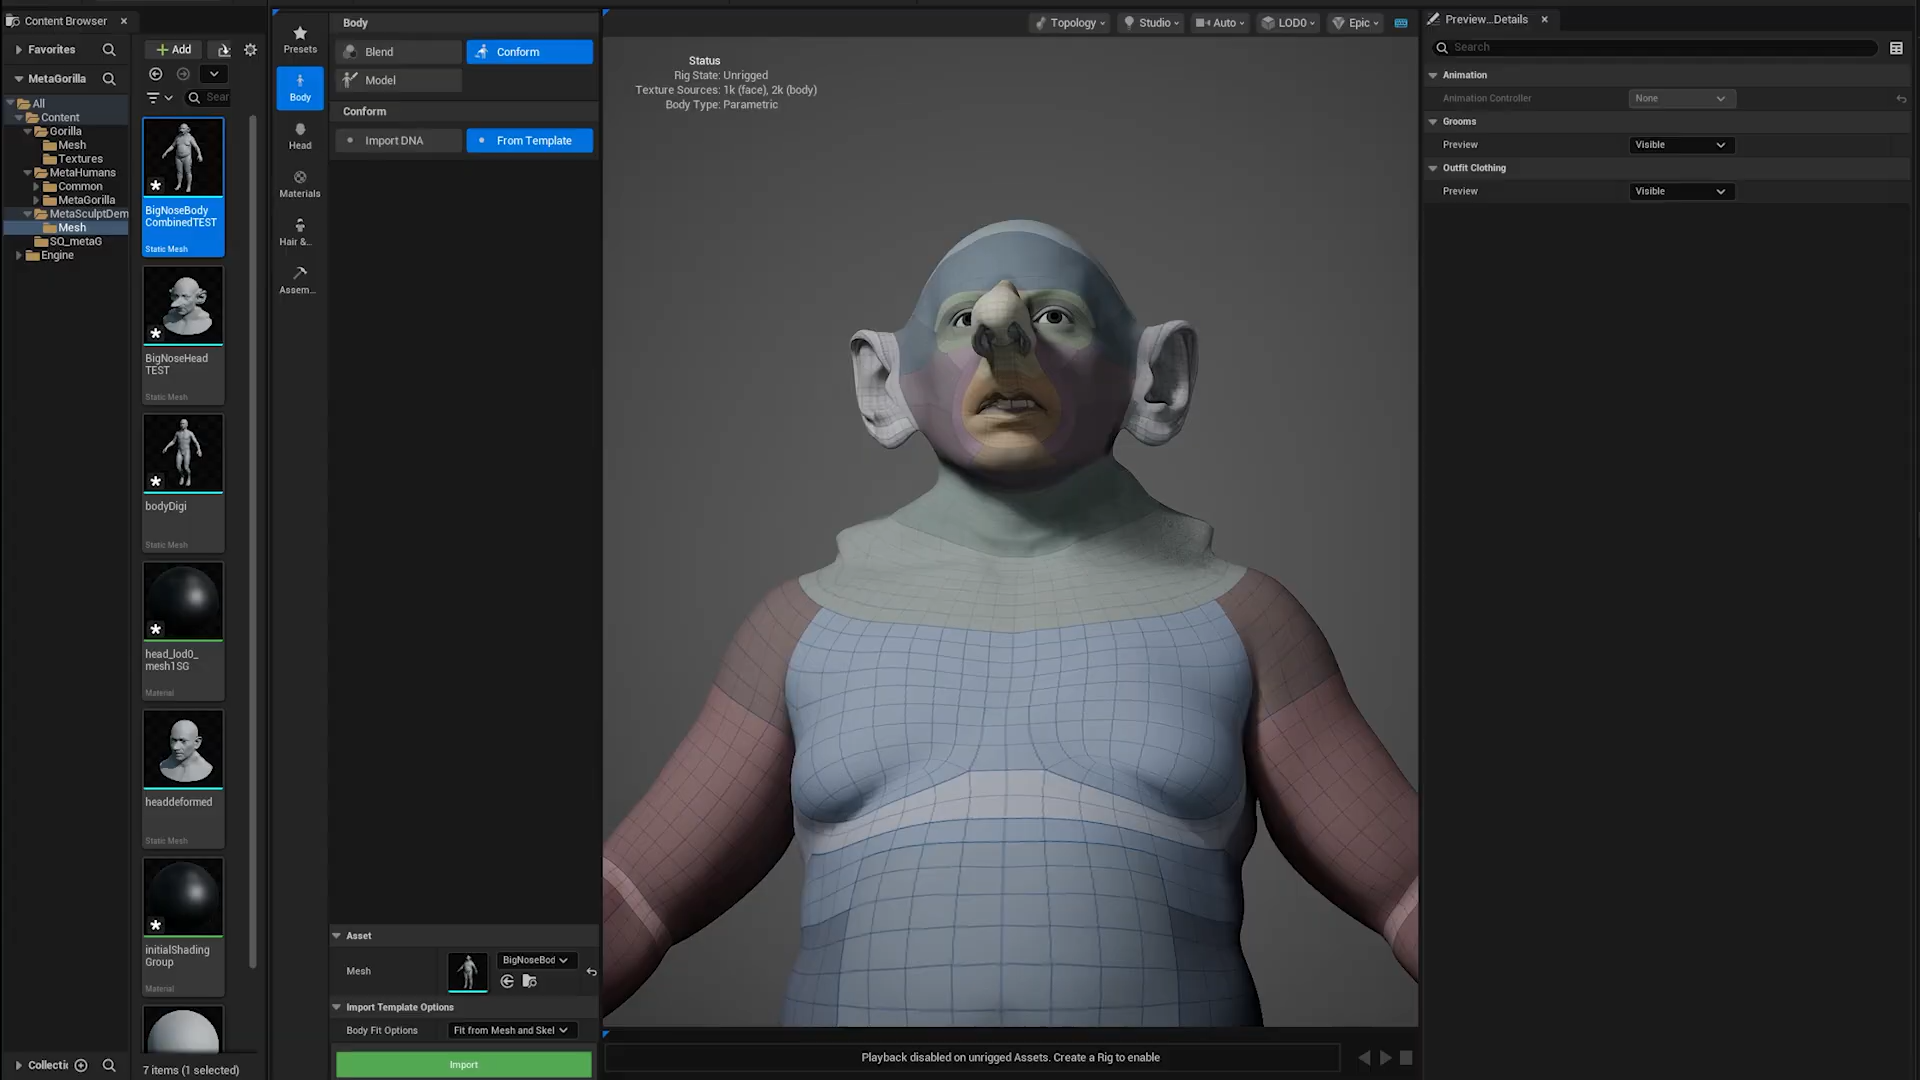 Content Browser
Favorites
MetaGorilla
All
Content
Gorilla
Mesh
Textures
MetaHumans
Common
MetaGorilla
MetaSculptDem
Mesh
SQ_metaG
Engine
Collectic
Add
Sear
BigNoseBody
CombinedTEST
Static Mesh
BigNoseHead
TEST
Static Mesh
bodyDigi
Static Mesh
head_lod0_
mesh1SG
Material
headdeformed
Static Mesh
initialShading
Group
Material
7 items (1 selected)
Presets
Body
Head
Materials
Hair &...
Assem...
Body
Blend
Conform
Model
Conform
Import DNA
From Template
Asset
Mesh
BigNoseBod
Import Template Options
Body Fit Options
Fit from Mesh and Skel
Import
Topology
Studio
Auto
LOD0
Epic
Status
Rig State: Unrigged
Texture Sources: 1k (face), 2k (body)
Body Type: Parametric
Playback disabled on unrigged Assets. Create a Rig to enable
Preview...Details
Search
Animation
Animation Controller
None
Grooms
Preview
Visible
Outfit Clothing
Preview
Visible